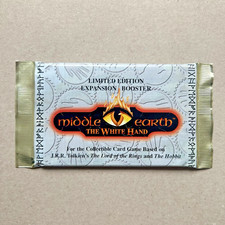 LIMITED EDITION
EXPANSION BOOSTER
MIDDLE EARTH
THE WHITE HAND
For the Collectible Card Game Based on
J.R.R. Tolkien's The Lord of the Rings and The Hobbit